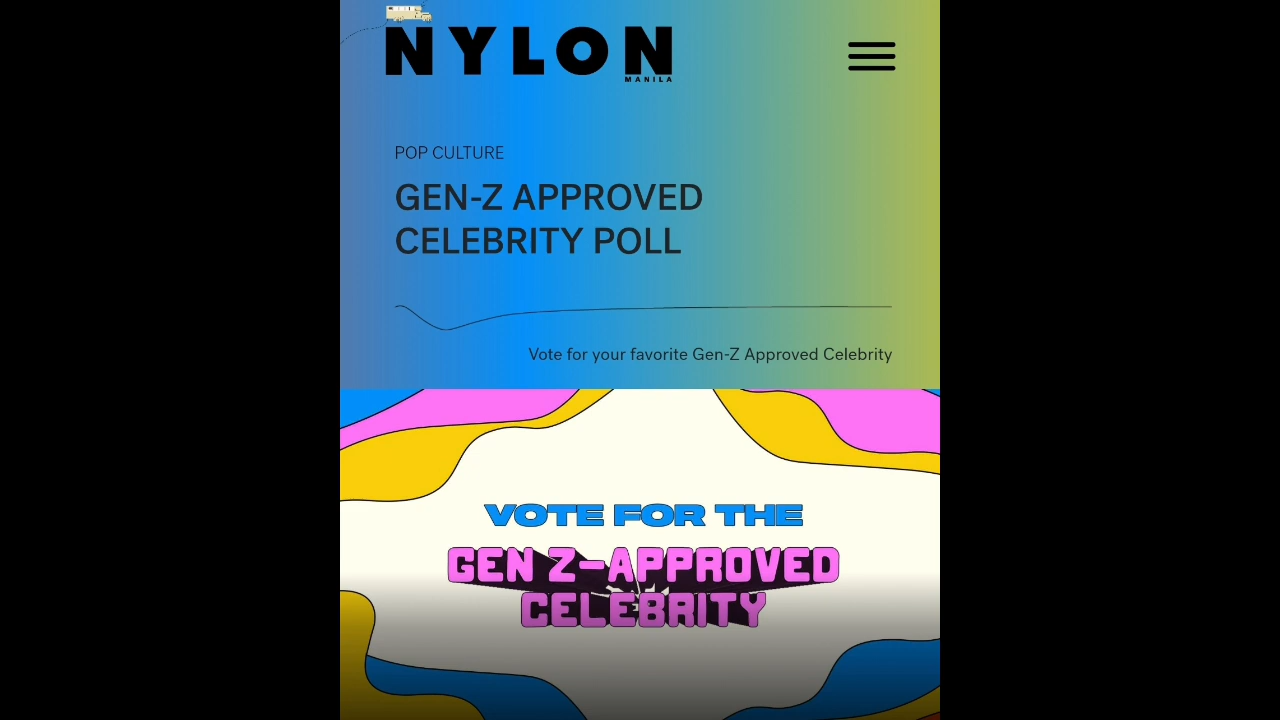 NYLON
MANILA
POP CULTURE
GEN-Z APPROVED
CELEBRITY POLL
Vote for your favorite Gen-Z Approved Celebrity
VOTE FOR THE
GEN Z-APPROVED
CELEBRITY